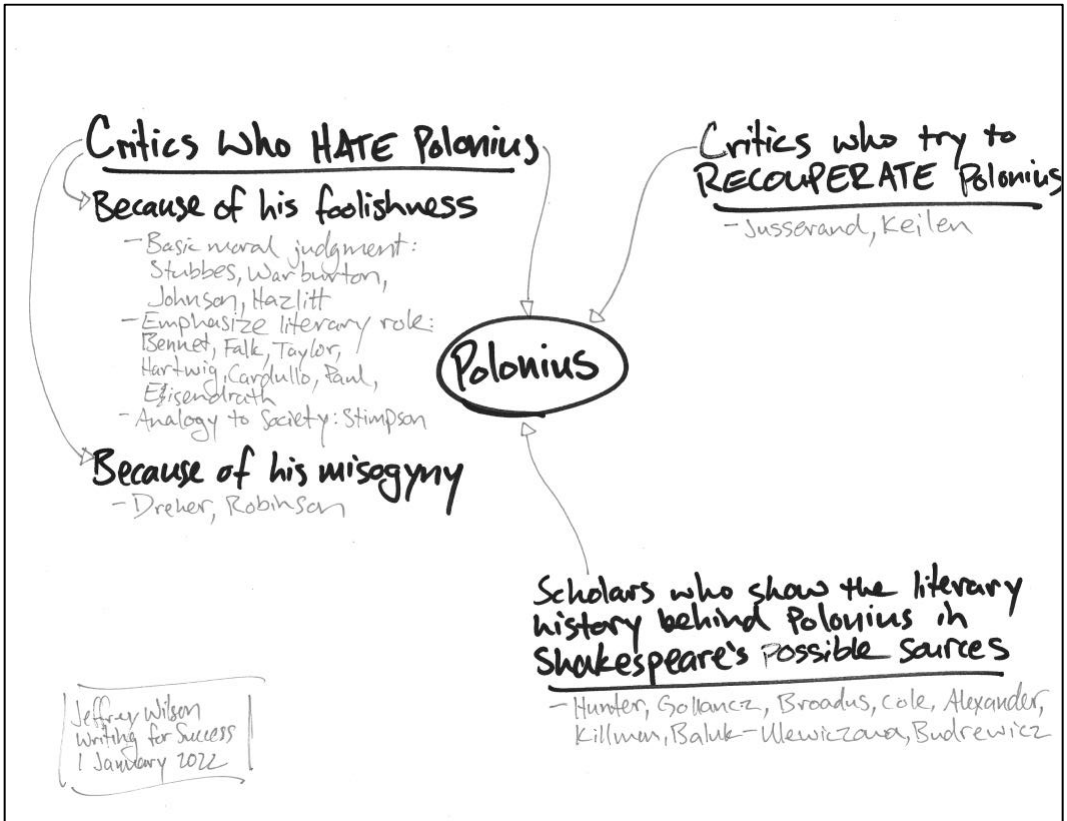 Critics Who HATE Polonius
Because of his foolishness
- Basic moral judgment:
Stubbes, Warburton,
Johnson, Hazlitt
- Emphasize literary role:
Bennet, Falk, Taylor,
Hartwig, Cardullo, Paul,
Eisendrath
- Analogy to Society: Stimpson
Because of his misogyny
- Dreher, Robinson
Critics who try to
RECOUPERATE Polonius
- Jusserand, Keilen
Polonius
Scholars who show the literary
history behind Polonius in
Shakespeare's possible sources
- Hunter, Gollancz, Broadus, Cole, Alexander,
Killman, Baluk-Ulewiczowa, Budrewicz
Jeffrey Wilson
Writing for Success
1 January 2022